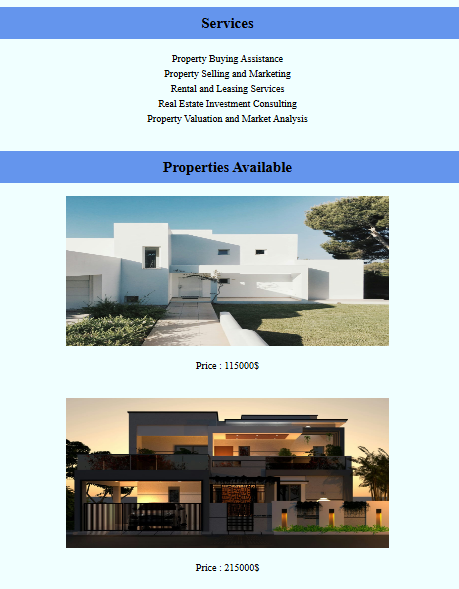 Services
Property Buying Assistance
Property Selling and Marketing
Rental and Leasing Services
Real Estate Investment Consulting
Property Valuation and Market Analysis
Properties Available
Price : 115000$
Price : 215000$